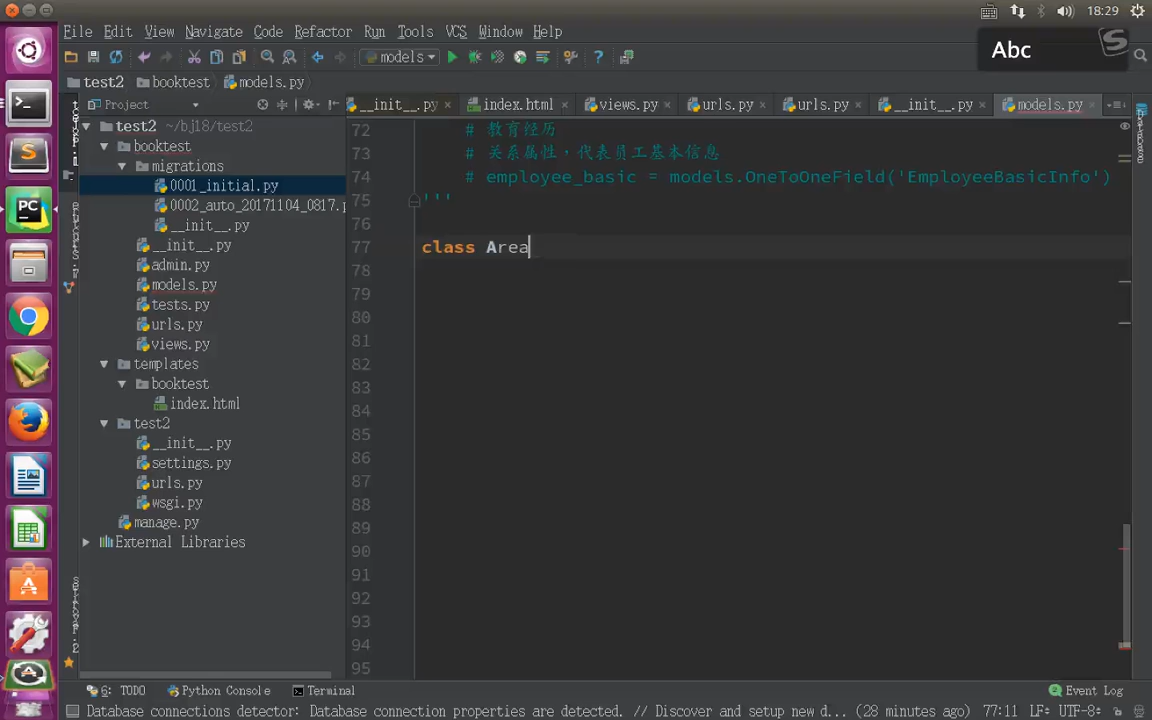 18:29
File Edit View Navigate Code Refactor Run Tools VCS Window Help
Abc
models
test2 booktest models.py
Project
__init__.py index.html views.py urls.py urls.py __init__.py models.py
test2 ~/bj18/test2
booktest
migrations
0001_initial.py
0002_auto_20171104_0817.p
__init__.py
__init__.py
admin.py
models.py
tests.py
urls.py
views.py
templates
booktest
index.html
test2
__init__.py
settings.py
urls.py
wsgi.py
manage.py
External Libraries
72 # 教育经历
73 # 关系属性，代表员工基本信息
74 # employee_basic = models.OneToOneField('EmployeeBasicInfo')
75 '''
76
77 class Area
78
79
80
81
82
83
84
85
86
87
88
89
90
91
92
93
94
95
6: TODO Python Console Terminal Event Log
Database connections detector: Database connection properties are detected. // Discover and setup new d... (28 minutes ago) 77:11 LF÷ UTF-8÷